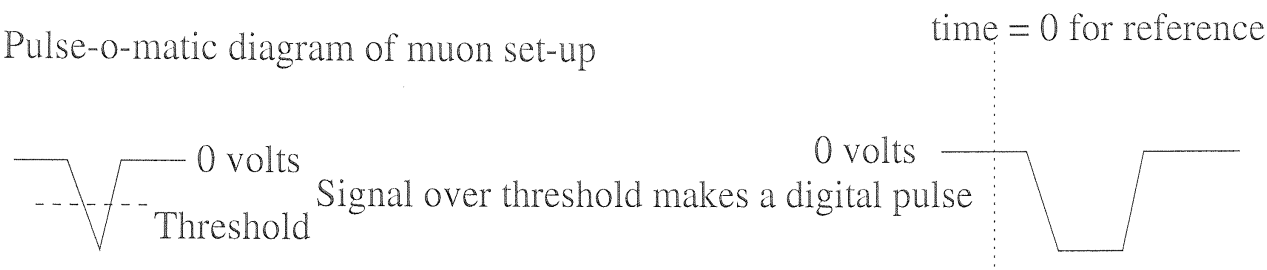 Pulse-o-matic diagram of muon set-up
time = 0 for reference
0 volts
Threshold
Signal over threshold makes a digital pulse
0 volts